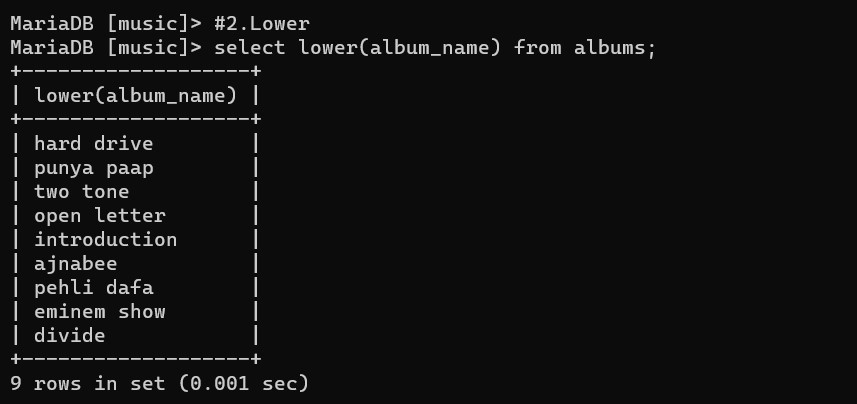 MariaDB [music]> #2.Lower
MariaDB [music]> select lower(album_name) from albums;
+-------------------+
| lower(album_name) |
+-------------------+
| hard drive        |
| punya paap        |
| two tone          |
| open letter       |
| introduction      |
| ajnabee           |
| pehli dafa        |
| eminem show       |
| divide            |
+-------------------+
9 rows in set (0.001 sec)